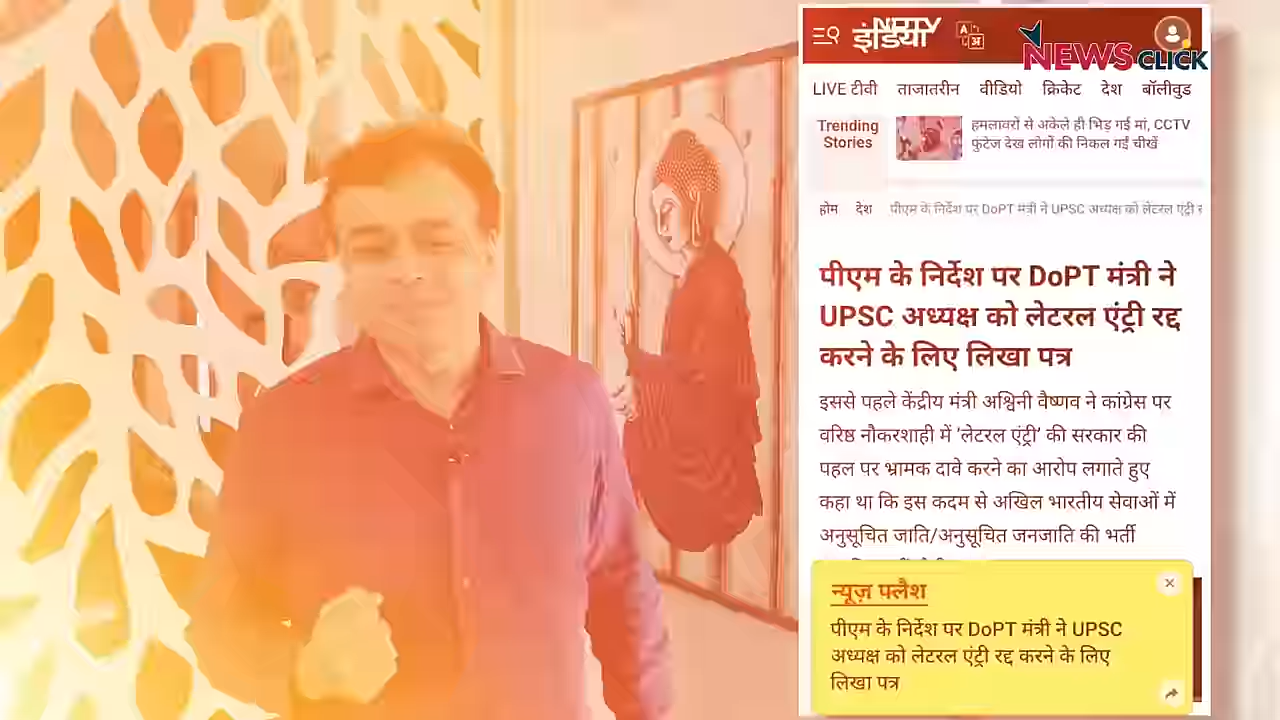 NDTV
इंडिया
A अ
NEWSCLICK
LIVE टीवी ताजातरीन वीडियो क्रिकेट देश बॉलीवुड
Trending
Stories
हमलावरों से अकेले ही भिड़ गई मां, CCTV
फुटेज देख लोगों की निकल गईं चीखें
होम देश पीएम के निर्देश पर DoPT मंत्री ने UPSC अध्यक्ष को लेटरल एंट्री
पीएम के निर्देश पर DoPT मंत्री ने
UPSC अध्यक्ष को लेटरल एंट्री रद्द
करने के लिए लिखा पत्र
इससे पहले केंद्रीय मंत्री अश्विनी वैष्णव ने कांग्रेस पर
वरिष्ठ नौकरशाही में 'लेटरल एंट्री' की सरकार की
पहल पर भ्रामक दावे करने का आरोप लगाते हुए
कहा था कि इस कदम से अखिल भारतीय सेवाओं में
अनुसूचित जाति/अनुसूचित जनजाति की भर्ती
न्यूज़ फ्लैश
पीएम के निर्देश पर DoPT मंत्री ने UPSC
अध्यक्ष को लेटरल एंट्री रद्द करने के लिए
लिखा पत्र